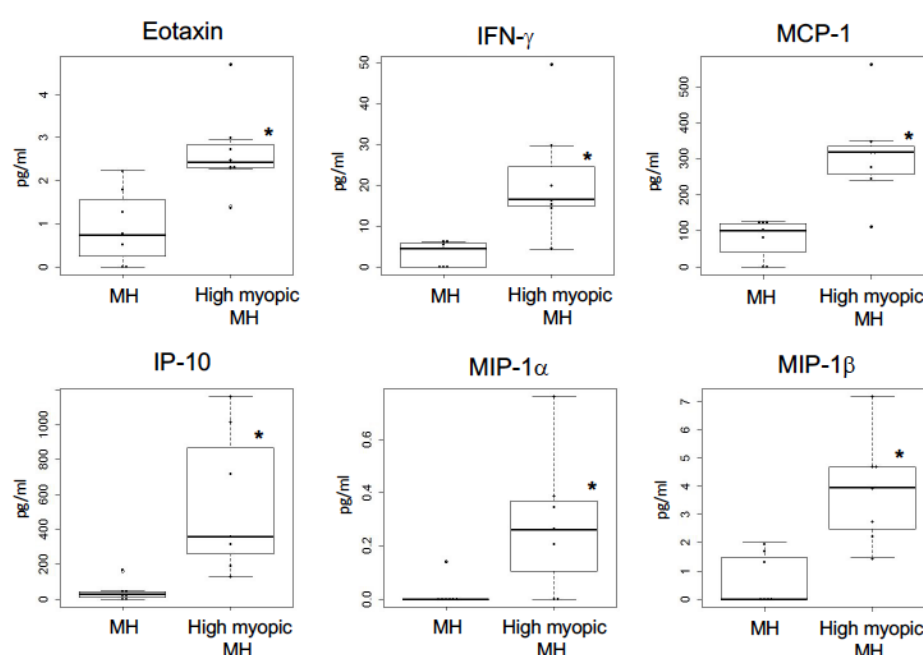 Eotaxin
pg/ml
0 1 2 3 4
*
MH High myopic
MH
IFN-γ
pg/ml
0 10 20 30 40 50
*
MH High myopic
MH
MCP-1
pg/ml
0 100 200 300 400 500
*
MH High myopic
MH
IP-10
pg/ml
0 200 400 600 800 1000
*
MH High myopic
MH
MIP-1α
pg/ml
0.0 0.2 0.4 0.6
*
MH High myopic
MH
MIP-1β
pg/ml
0 1 2 3 4 5 6 7
*
MH High myopic
MH